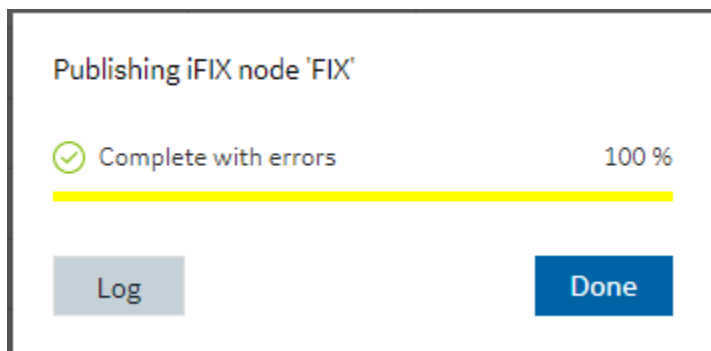 Publishing iFIX node 'FIX'
Complete with errors 100 %
Log Done